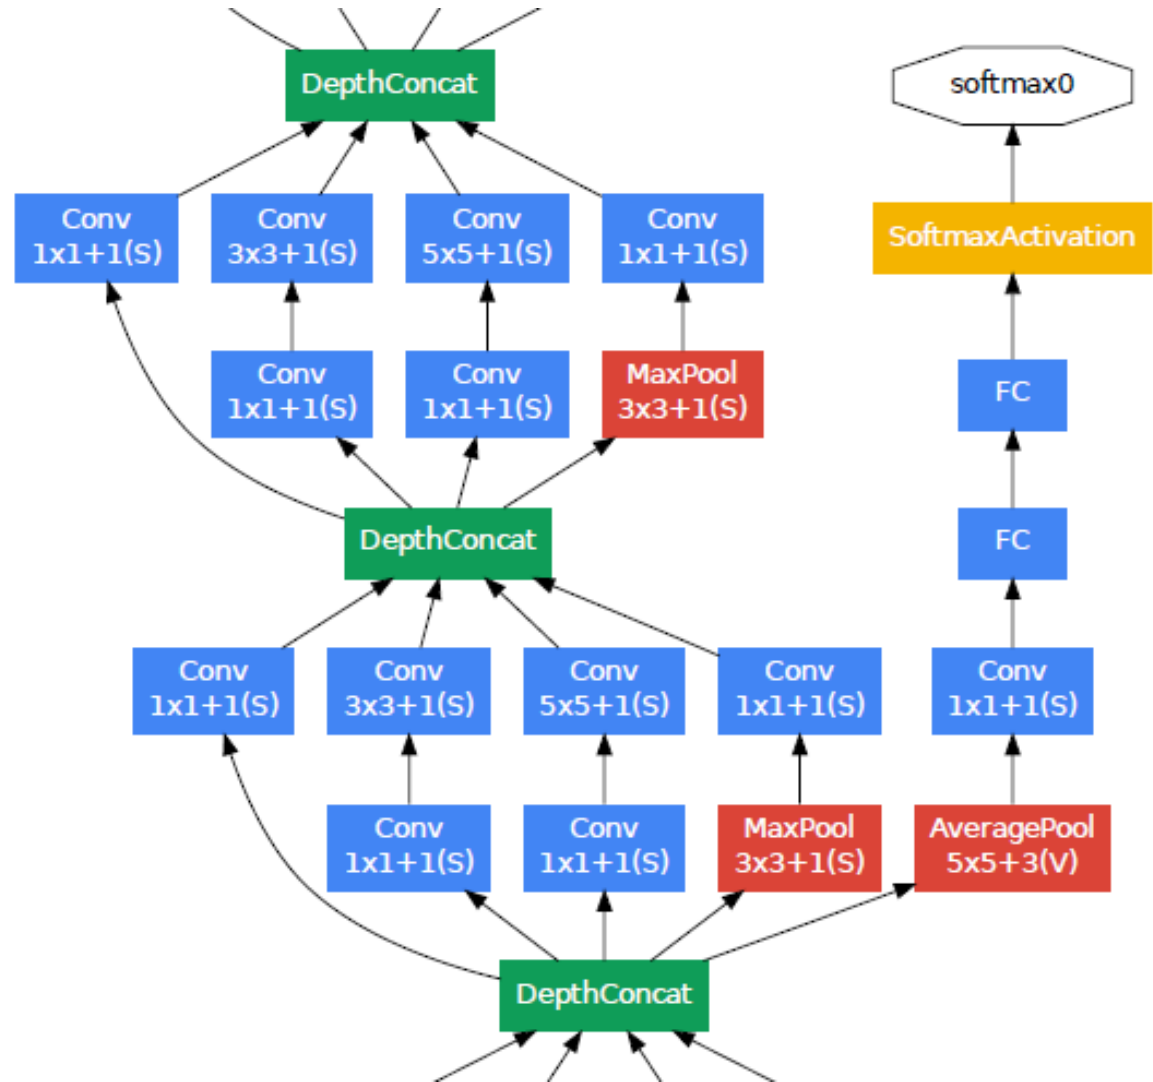 DepthConcat
softmax0
Conv
1x1+1(S)
Conv
3x3+1(S)
Conv
5x5+1(S)
Conv
1x1+1(S)
SoftmaxActivation
Conv
1x1+1(S)
Conv
1x1+1(S)
MaxPool
3x3+1(S)
FC
DepthConcat
FC
Conv
1x1+1(S)
Conv
3x3+1(S)
Conv
5x5+1(S)
Conv
1x1+1(S)
Conv
1x1+1(S)
Conv
1x1+1(S)
Conv
1x1+1(S)
MaxPool
3x3+1(S)
AveragePool
5x5+3(V)
DepthConcat